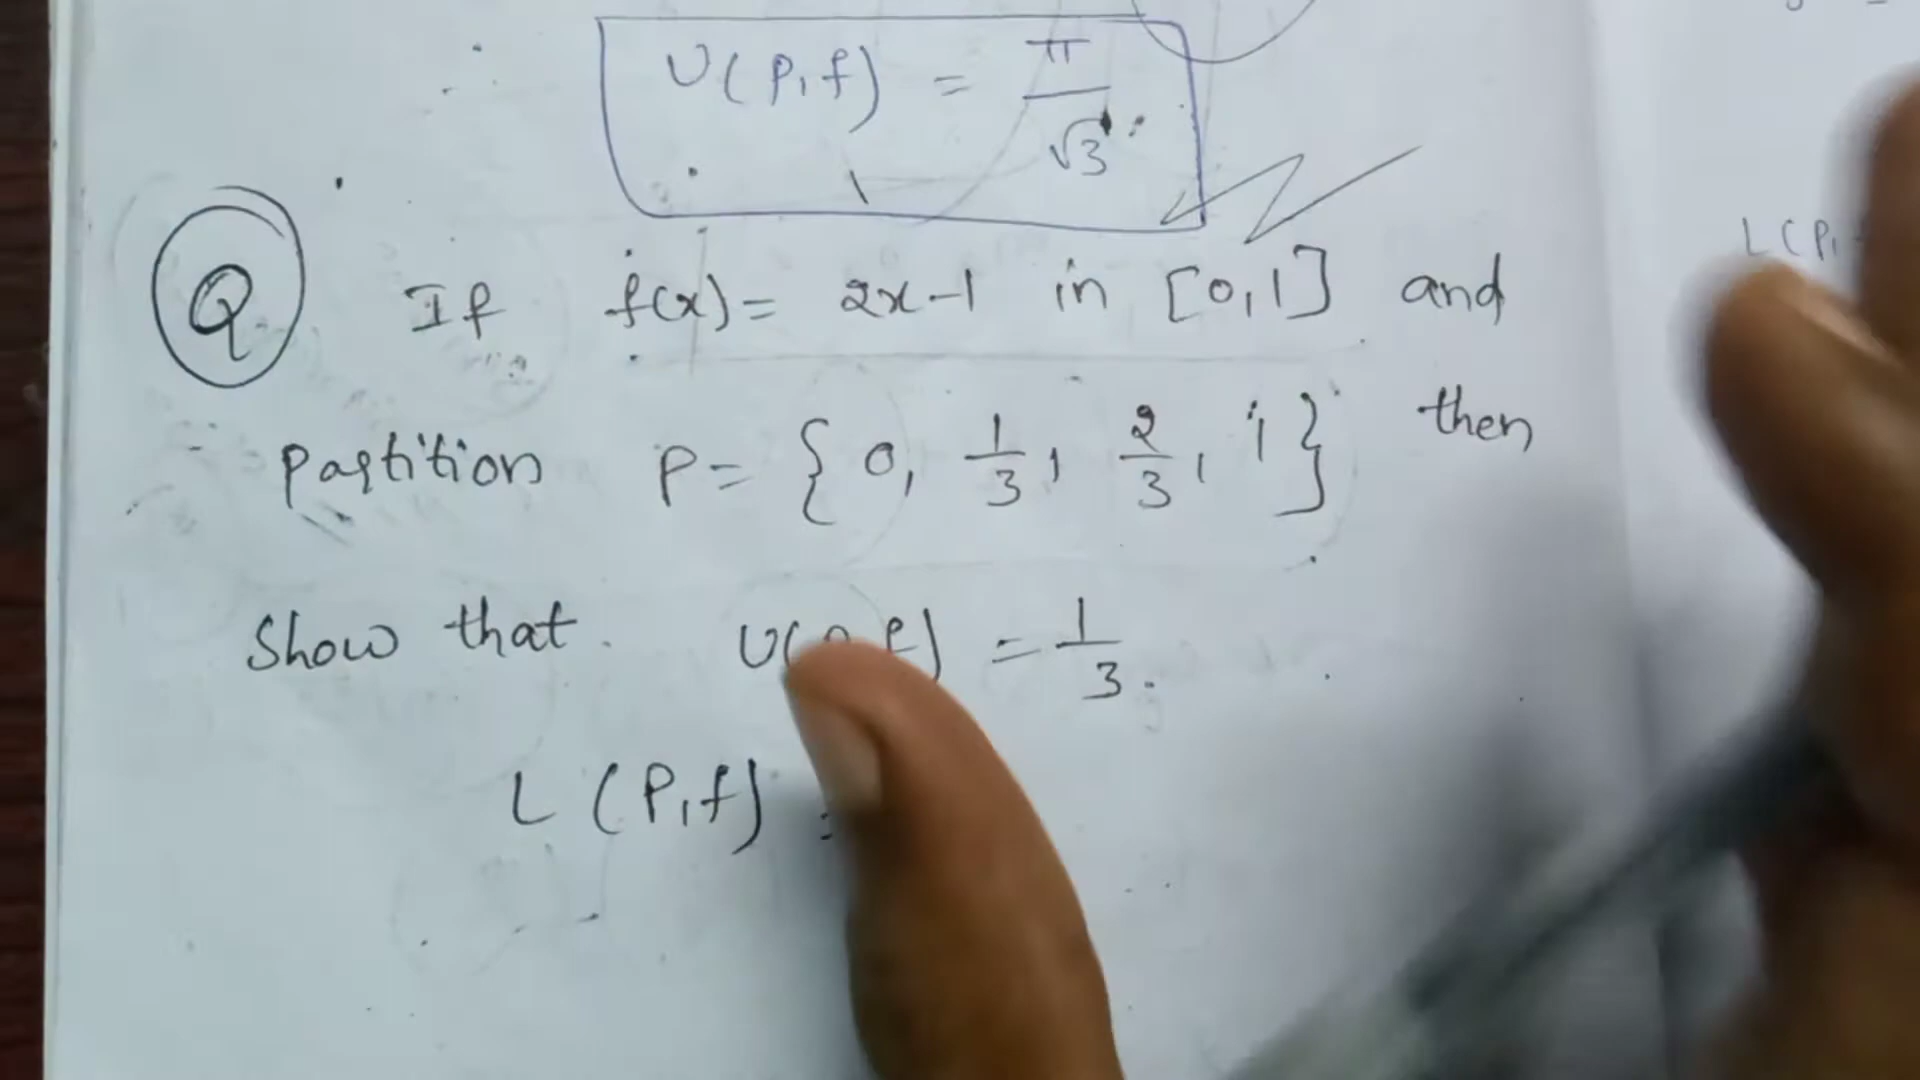 U(P,f) = π/√3
Q If f(x) = 2x-1 in [0,1] and
partition P = { 0, 1/3, 2/3, 1 } then
Show that U( f) = 1/3.
L (P,f) =
L(P,